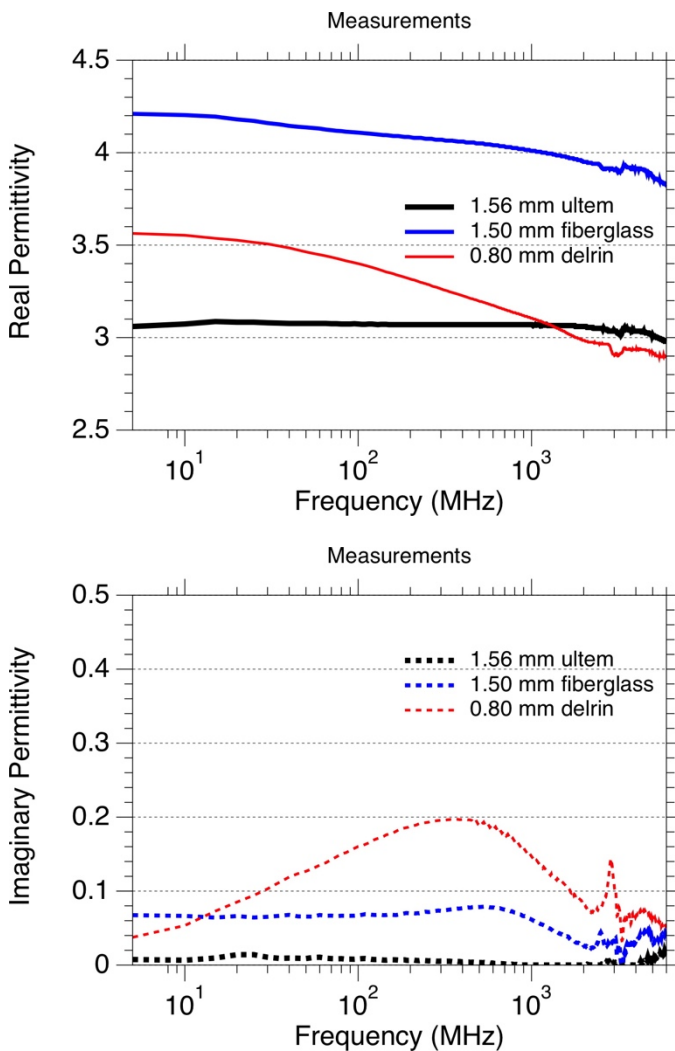 Measurements
4.5
4
3.5
3
2.5
Real Permittivity
1.56 mm ultem
1.50 mm fiberglass
0.80 mm delrin
10¹ 10² 10³
Frequency (MHz)
Measurements
0.5
0.4
0.3
0.2
0.1
0
Imaginary Permittivity
1.56 mm ultem
1.50 mm fiberglass
0.80 mm delrin
10¹ 10² 10³
Frequency (MHz)